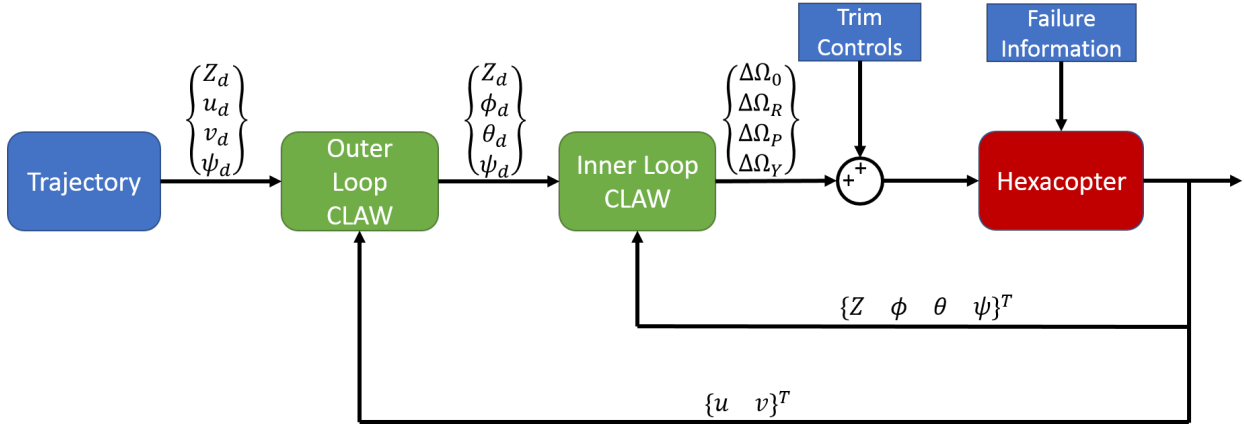 Trim
Controls
Failure
Information
Z_d
u_d
v_d
ψ_d
Z_d
ϕ_d
θ_d
ψ_d
ΔΩ_0
ΔΩ_R
ΔΩ_P
ΔΩ_Y
Trajectory
Outer
Loop
CLAW
Inner Loop
CLAW
+ +
Hexacopter
{Z ϕ θ ψ}^T
{u v}^T